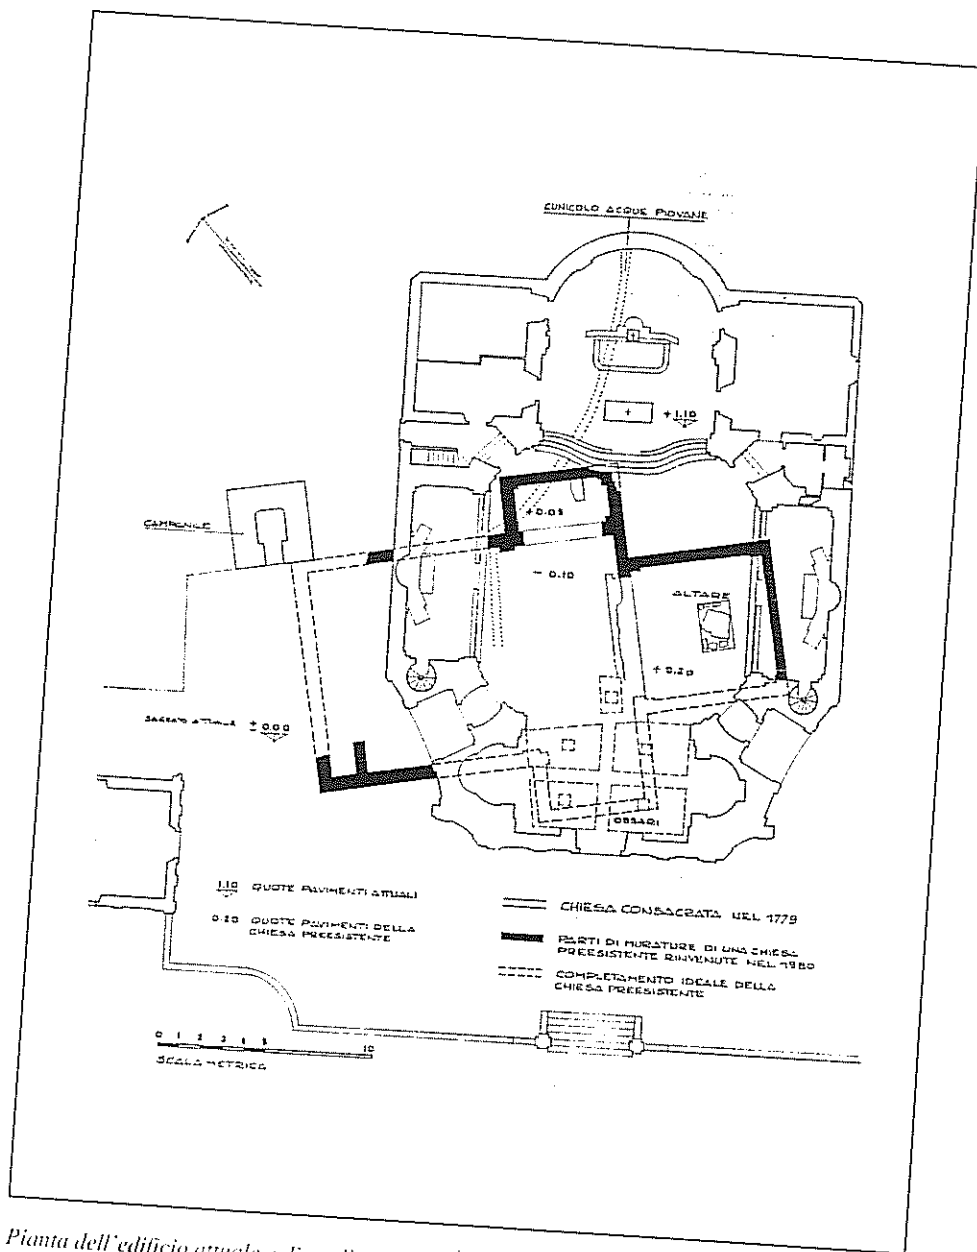 CUNICOLO ACQUE PIOVANE
+1.10
CAMPANILE
+0.05
- 0.10
ALTARE
+0.20
SAGRATO ATTUALE ± 0.00
OSSARI
1.10 QUOTE PAVIMENTI ATTUALI
0.20 QUOTE PAVIMENTI DELLA
CHIESA PREESISTENTE
CHIESA CONSACRATA NEL 1779
PARTI DI MURATURE DI UNA CHIESA
PREESISTENTE RINVENUTE NEL 1980
COMPLETAMENTO IDEALE DELLA
CHIESA PREESISTENTE
0 1 2 3 4 5 10
SCALA METRICA
Pianta dell'edificio attuale